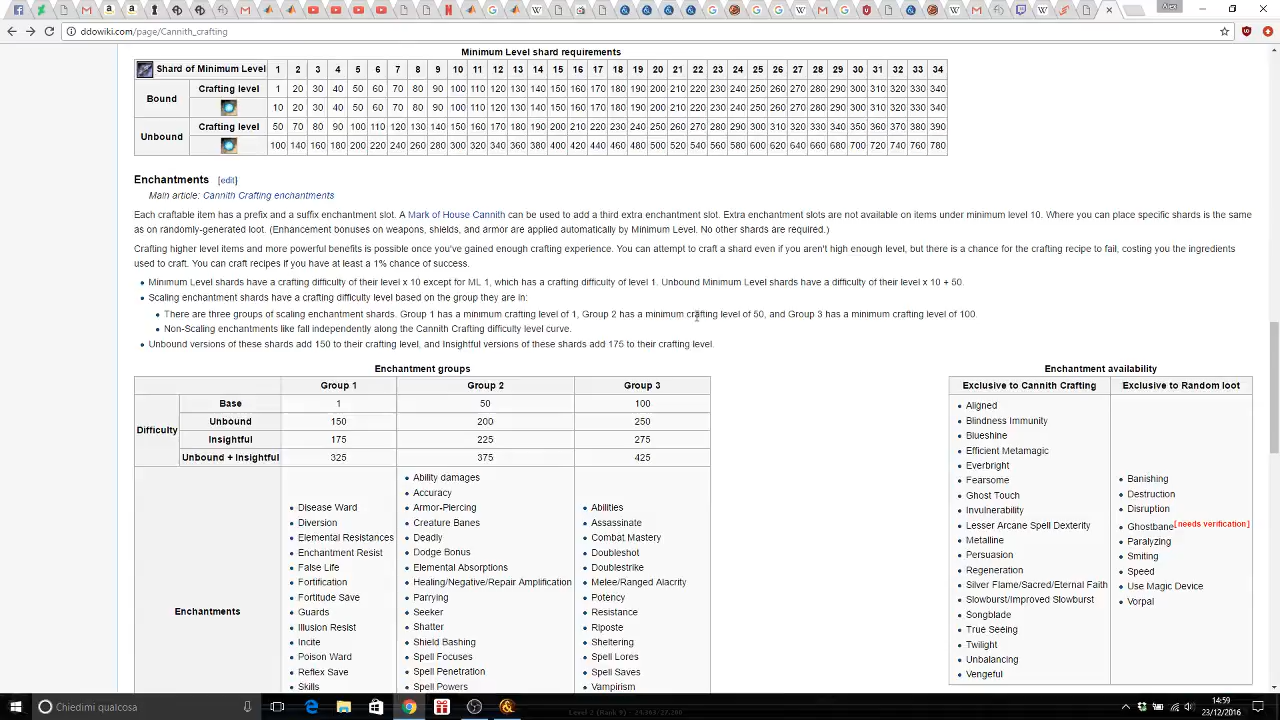 Alex
ddowiki.com/page/Cannith_crafting
Minimum Level shard requirements
Shard of Minimum Level 1 2 3 4 5 6 7 8 9 10 11 12 13 14 15 16 17 18 19 20 21 22 23 24 25 26 27 28 29 30 31 32 33 34
Bound
Crafting level 1 20 30 40 50 60 70 80 90 100 110 120 130 140 150 160 170 180 190 200 210 220 230 240 250 260 270 280 290 300 310 320 330 340
10 20 30 40 50 60 70 80 90 100 110 120 130 140 150 160 170 180 190 200 210 220 230 240 250 260 270 280 290 300 310 320 330 340
Unbound
Crafting level 50 70 80 90 100 110 120 130 140 150 160 170 180 190 200 210 220 230 240 250 260 270 280 290 300 310 320 330 340 350 360 370 380 390
100 140 160 180 200 220 240 260 280 300 320 340 360 380 400 420 440 460 480 500 520 540 560 580 600 620 640 660 680 700 720 740 760 780
Enchantments [edit]
Main article: Cannith Crafting enchantments
Each craftable item has a prefix and a suffix enchantment slot. A Mark of House Cannith can be used to add a third extra enchantment slot. Extra enchantment slots are not available on items under minimum level 10. Where you can place specific shards is the same
as on randomly-generated loot. (Enhancement bonuses on weapons, shields, and armor are applied automatically by Minimum Level. No other shards are required.)
Crafting higher level items and more powerful benefits is possible once you've gained enough crafting experience. You can attempt to craft a shard even if you aren't high enough level, but there is a chance for the crafting recipe to fail, costing you the ingredients
used to craft. You can craft recipes if you have at least a 1% chance of success.
Minimum Level shards have a crafting difficulty of their level x 10 except for ML 1, which has a crafting difficulty of level 1. Unbound Minimum Level shards have a difficulty of their level x 10 + 50.
Scaling enchantment shards have a crafting difficulty level based on the group they are in:
There are three groups of scaling enchantment shards. Group 1 has a minimum crafting level of 1, Group 2 has a minimum crafting level of 50, and Group 3 has a minimum crafting level of 100.
Non-Scaling enchantments like fall independently along the Cannith Crafting difficulty level curve.
Unbound versions of these shards add 150 to their crafting level, and Insightful versions of these shards add 175 to their crafting level.
Enchantment groups
Group 1 Group 2 Group 3
Difficulty
Base 1 50 100
Unbound 150 200 250
Insightful 175 225 275
Unbound + Insightful 325 375 425
Enchantments
Disease Ward
Diversion
Elemental Resistances
Enchantment Resist
False Life
Fortification
Fortitude Save
Guards
Illusion Resist
Incite
Poison Ward
Reflex Save
Skills
Ability damages
Accuracy
Armor-Piercing
Creature Banes
Deadly
Dodge Bonus
Elemental Absorptions
Healing/Negative/Repair Amplification
Parrying
Seeker
Shatter
Shield Bashing
Spell Focuses
Spell Penetration
Spell Powers
Abilities
Assassinate
Combat Mastery
Doubleshot
Doublestrike
Melee/Ranged Alacrity
Potency
Resistance
Riposte
Sheltering
Spell Lores
Spell Saves
Vampirism
Enchantment availability
Exclusive to Cannith Crafting Exclusive to Random loot
Aligned
Blindness Immunity
Blueshine
Efficient Metamagic
Everbright
Fearsome
Ghost Touch
Invulnerability
Lesser Arcane Spell Dexterity
Metalline
Persuasion
Regeneration
Silver Flame/Sacred/Eternal Faith
Slowburst/Improved Slowburst
Songblade
True Seeing
Twilight
Unbalancing
Vengeful
Banishing
Destruction
Disruption
Ghostbane[needs verification]
Paralyzing
Smiting
Speed
Use Magic Device
Vorpal
Chiedimi qualcosa
Level 2 (Rank 9) - 24.363/27.200
14:59
23/12/2016